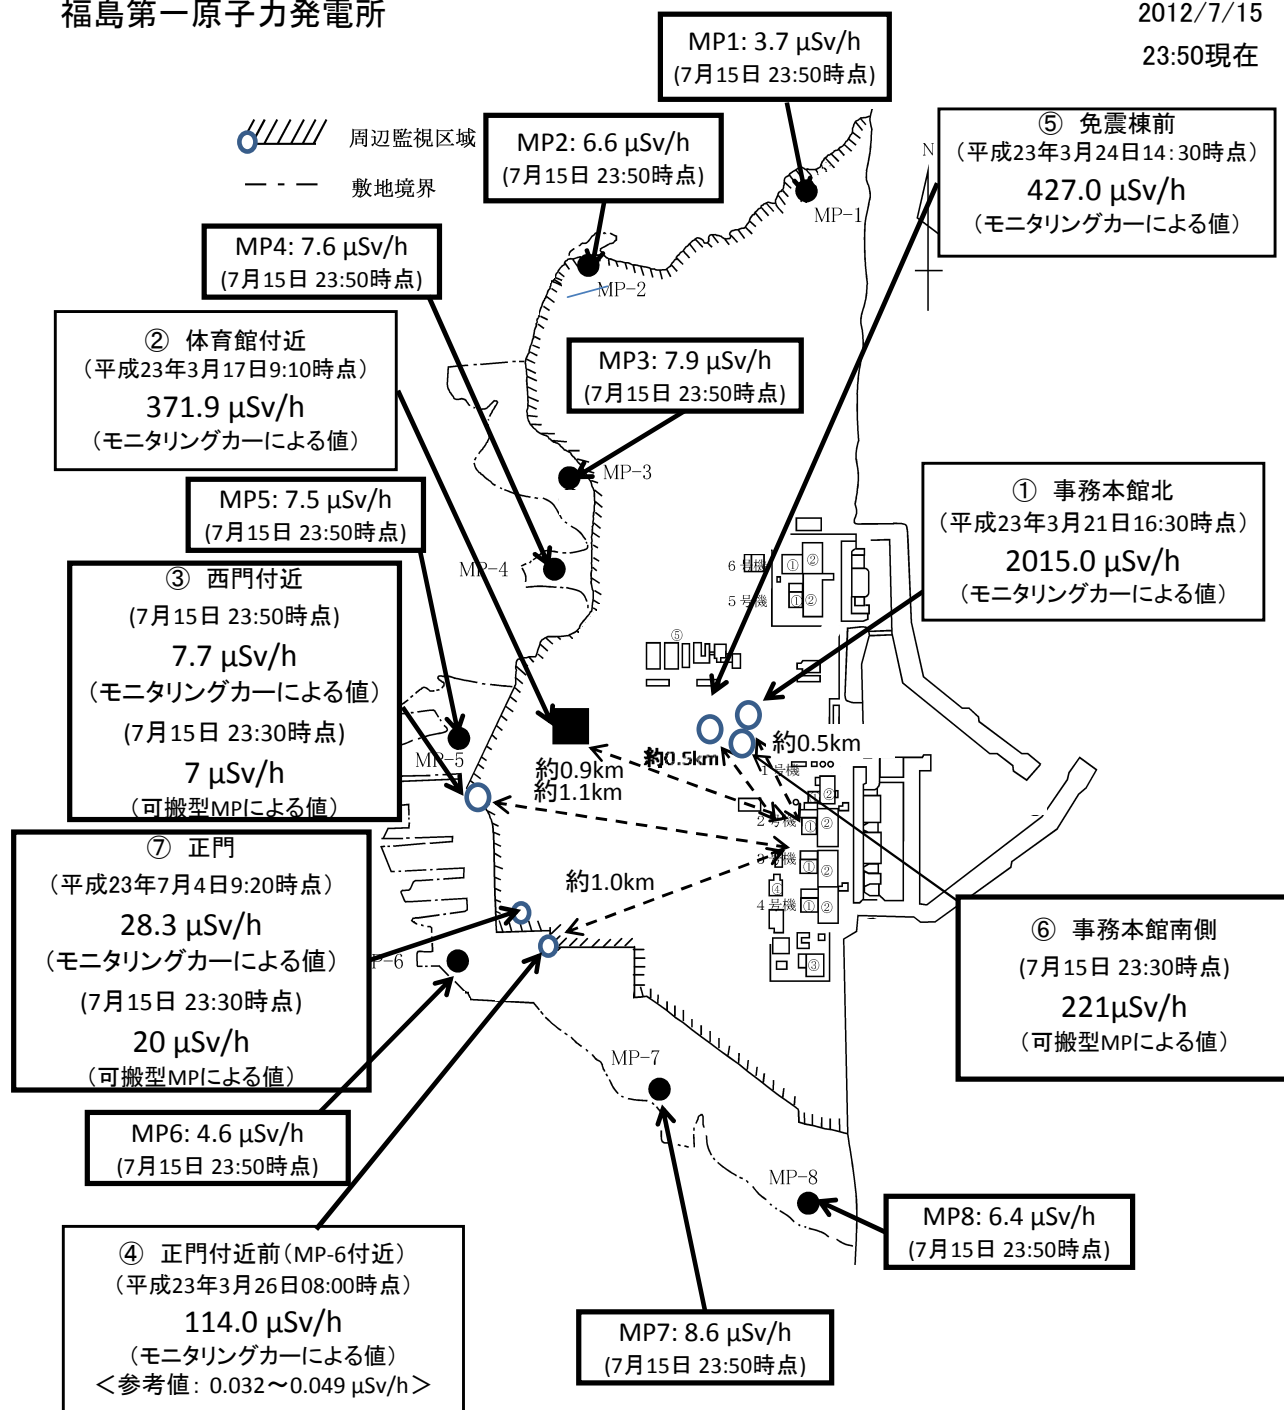 福島第一原子力発電所
2012/7/15
23:50現在
MP1: 3.7 μSv/h
(7月15日 23:50時点)
周辺監視区域
敷地境界
MP2: 6.6 μSv/h
(7月15日 23:50時点)
⑤ 免震棟前
(平成23年3月24日14:30時点)
427.0 μSv/h
(モニタリングカーによる値)
N
MP-1
MP4: 7.6 μSv/h
(7月15日 23:50時点)
MP-2
② 体育館付近
(平成23年3月17日9:10時点)
371.9 μSv/h
(モニタリングカーによる値)
MP3: 7.9 μSv/h
(7月15日 23:50時点)
MP-3
MP5: 7.5 μSv/h
(7月15日 23:50時点)
① 事務本館北
(平成23年3月21日16:30時点)
2015.0 μSv/h
(モニタリングカーによる値)
MP-4
6号機
① ②
5号機
① ②
③ 西門付近
(7月15日 23:50時点)
7.7 μSv/h
(モニタリングカーによる値)
(7月15日 23:30時点)
7 μSv/h
(可搬型MPによる値)
⑤
MP-5
約0.9km
約1.1km
約0.5km
約0.5km
1号機
②
2号機
① ②
3号機
① ②
④
4号機
① ②
③
約1.0km
⑦ 正門
(平成23年7月4日9:20時点)
28.3 μSv/h
(モニタリングカーによる値)
(7月15日 23:30時点)
20 μSv/h
(可搬型MPによる値)
P-6
⑥ 事務本館南側
(7月15日 23:30時点)
221μSv/h
(可搬型MPによる値)
MP-7
MP6: 4.6 μSv/h
(7月15日 23:50時点)
MP-8
MP8: 6.4 μSv/h
(7月15日 23:50時点)
④ 正門付近前(MP-6付近)
(平成23年3月26日08:00時点)
114.0 μSv/h
(モニタリングカーによる値)
<参考値: 0.032~0.049 μSv/h>
MP7: 8.6 μSv/h
(7月15日 23:50時点)